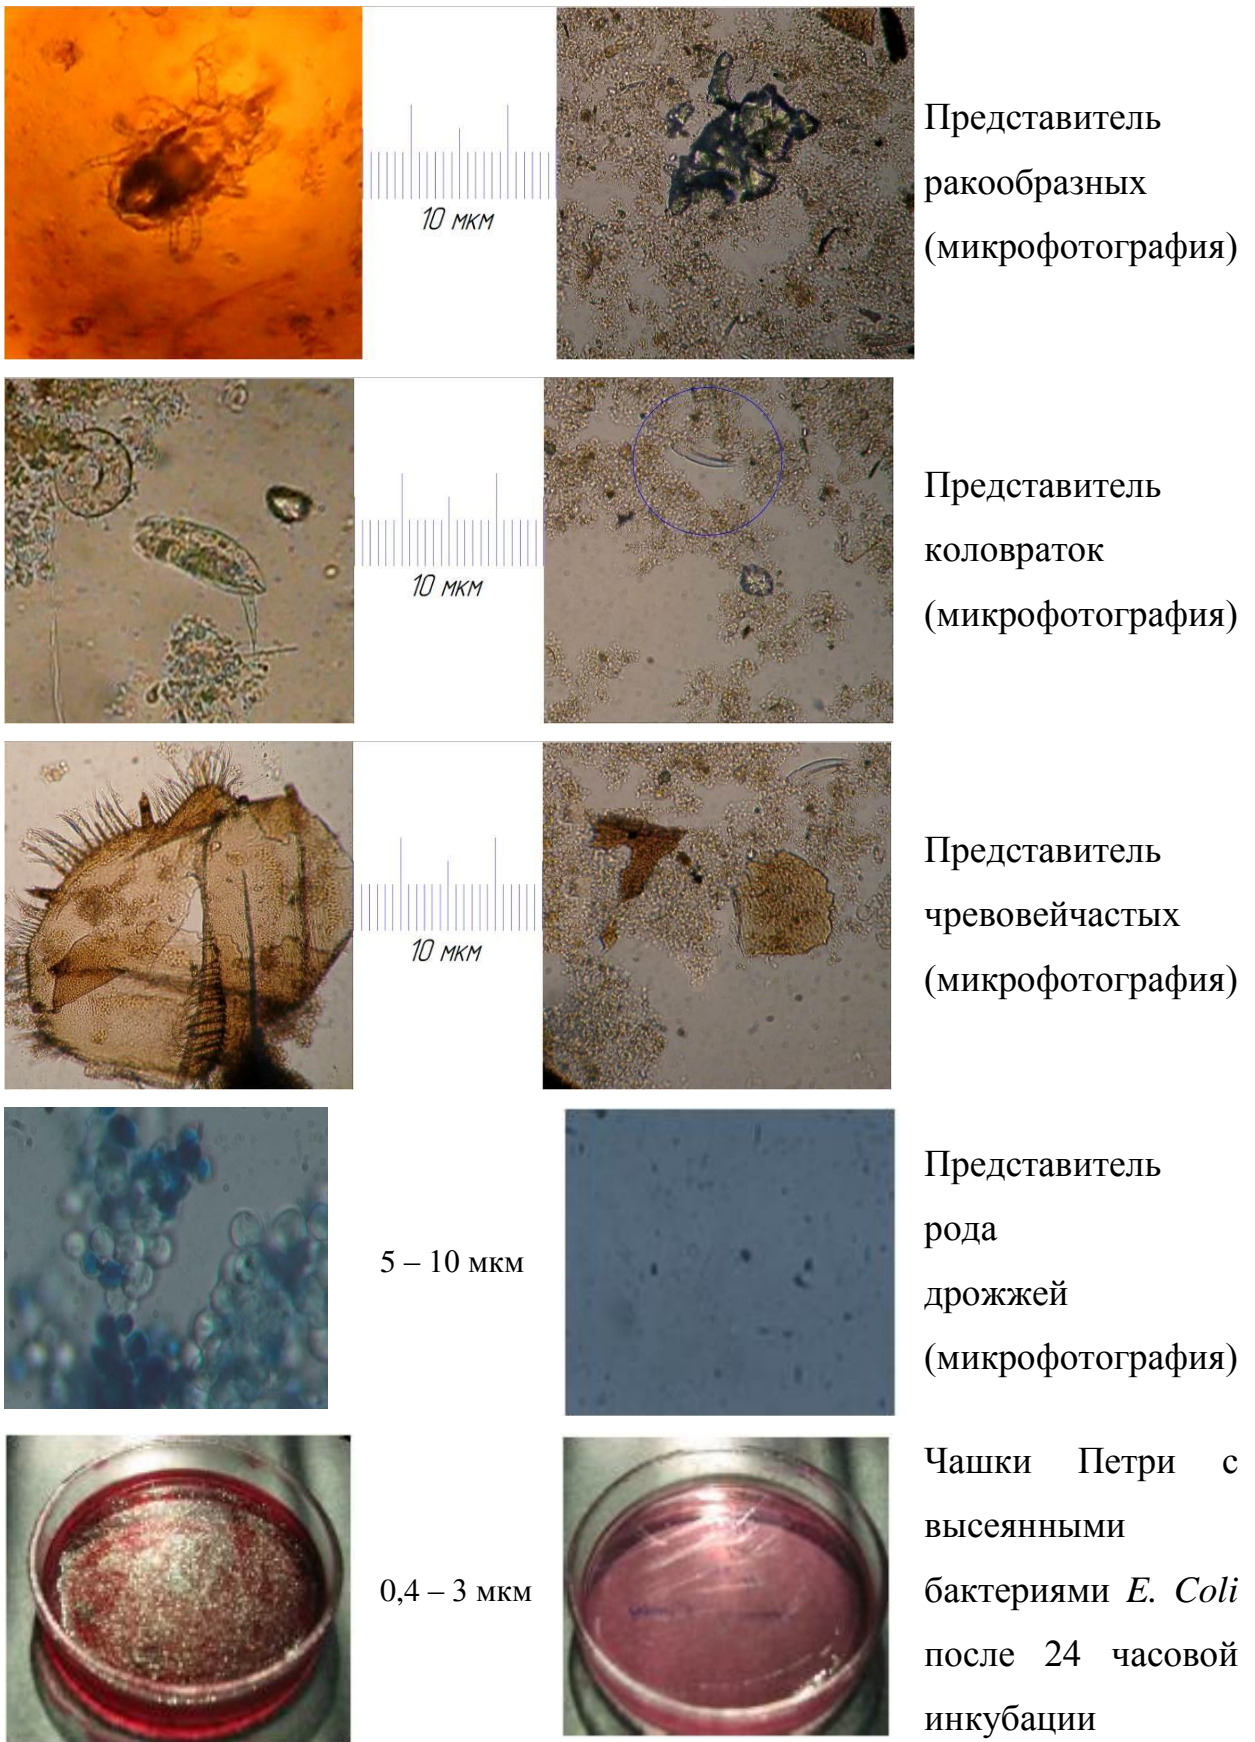 Представитель
ракообразных
(микрофотография)
10 мкм
Представитель
коловраток
(микрофотография)
10 мкм
Представитель
чревовейчастых
(микрофотография)
10 мкм
Представитель
рода
дрожжей
(микрофотография)
5 – 10 мкм
Чашки Петри с
высеянными
бактериями E. Coli
после 24 часовой
инкубации
0,4 – 3 мкм